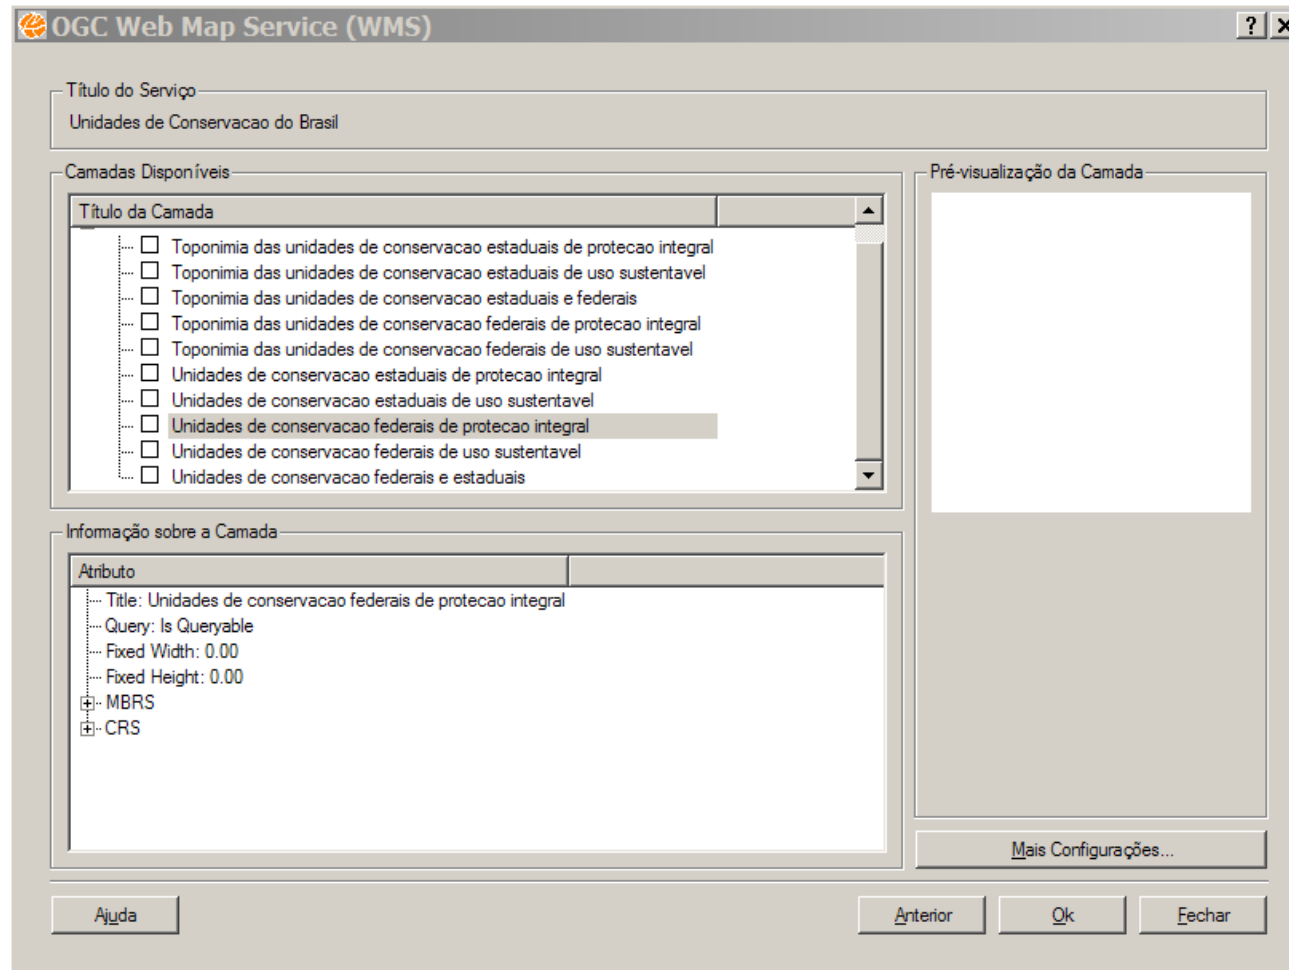 OGC Web Map Service (WMS)
Título do Serviço
Unidades de Conservacao do Brasil
Camadas Disponíveis
Título da Camada
Toponimia das unidades de conservacao estaduais de protecao integral
Toponimia das unidades de conservacao estaduais de uso sustentavel
Toponimia das unidades de conservacao estaduais e federais
Toponimia das unidades de conservacao federais de protecao integral
Toponimia das unidades de conservacao federais de uso sustentavel
Unidades de conservacao estaduais de protecao integral
Unidades de conservacao estaduais de uso sustentavel
Unidades de conservacao federais de protecao integral
Unidades de conservacao federais de uso sustentavel
Unidades de conservacao federais e estaduais
Pré-visualização da Camada
Informação sobre a Camada
Atributo
Title: Unidades de conservacao federais de protecao integral
Query: Is Queryable
Fixed Width: 0.00
Fixed Height: 0.00
MBRS
CRS
Mais Configurações...
Ajuda
Anterior
Ok
Fechar